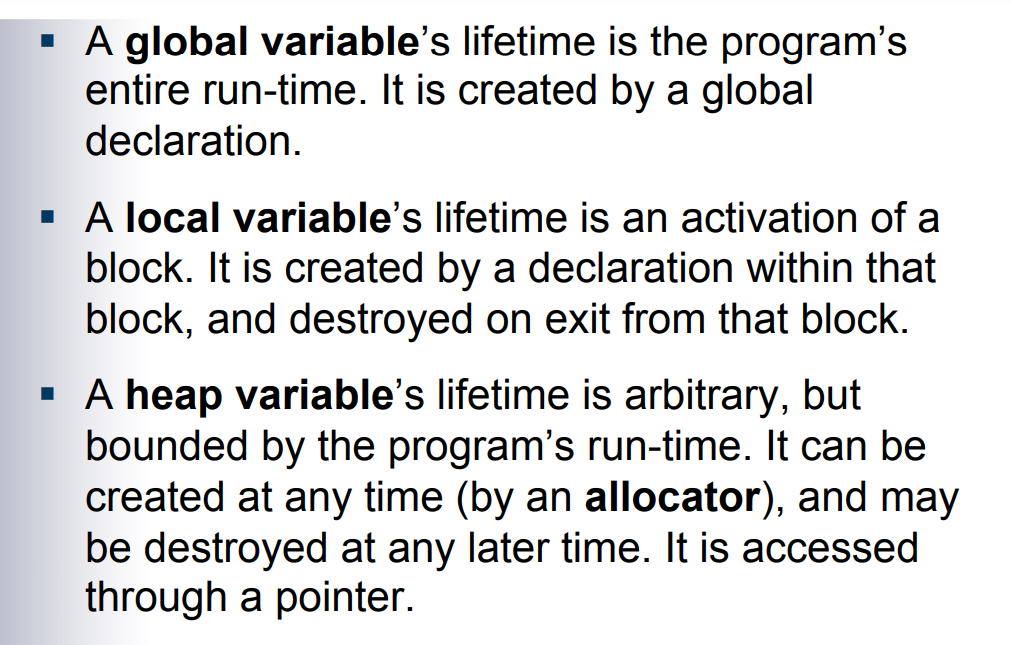 ▪ A global variable’s lifetime is the program’s
entire run-time. It is created by a global
declaration.
▪ A local variable’s lifetime is an activation of a
block. It is created by a declaration within that
block, and destroyed on exit from that block.
▪ A heap variable’s lifetime is arbitrary, but
bounded by the program’s run-time. It can be
created at any time (by an allocator), and may
be destroyed at any later time. It is accessed
through a pointer.